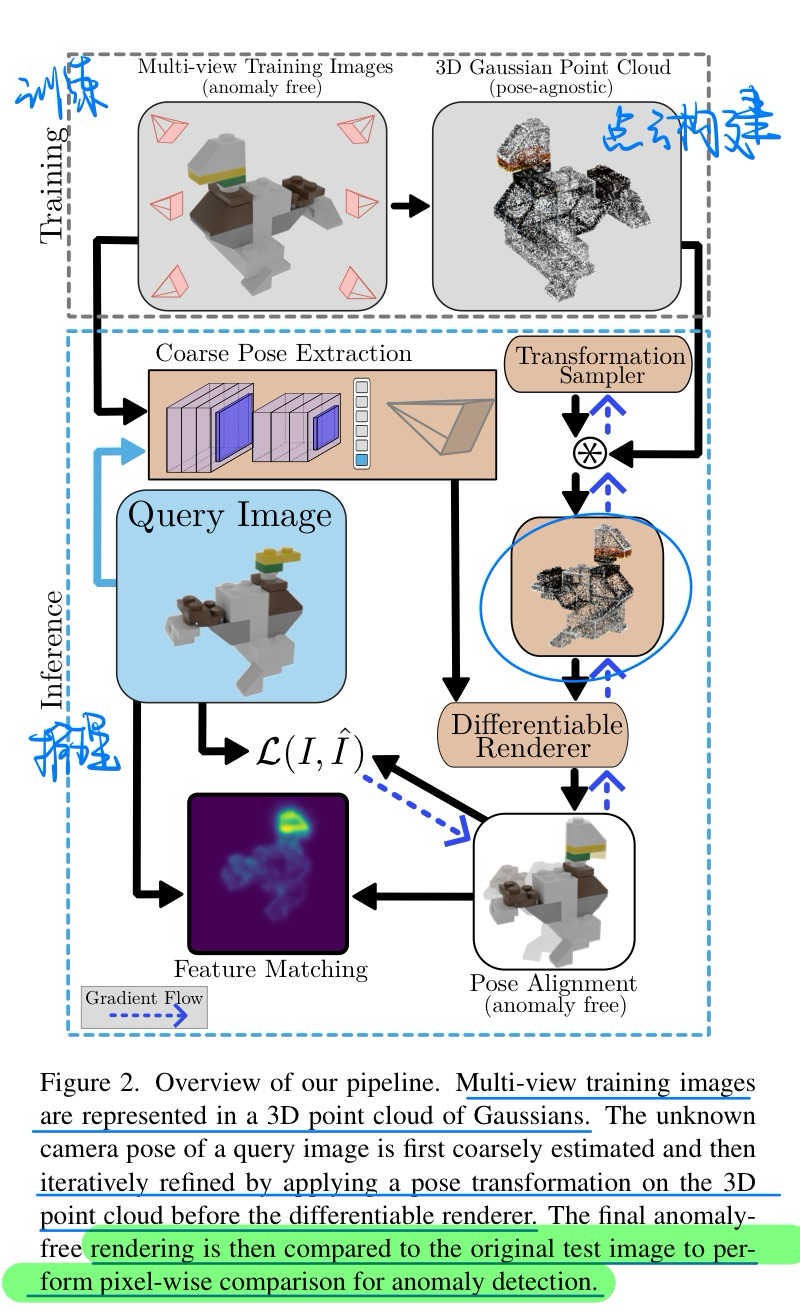 Multi-view Training Images
(anomaly free)
3D Gaussian Point Cloud
(pose-agnostic)
训练
点云构建
Training
Coarse Pose Extraction
Transformation
Sampler
Query Image
Inference
推理
Differentiable
Renderer
ℒ(I, Î)
Feature Matching
Pose Alignment
(anomaly free)
Gradient Flow
Figure 2. Overview of our pipeline. Multi-view training images
are represented in a 3D point cloud of Gaussians. The unknown
camera pose of a query image is first coarsely estimated and then
iteratively refined by applying a pose transformation on the 3D
point cloud before the differentiable renderer. The final anomaly-
free rendering is then compared to the original test image to per-
form pixel-wise comparison for anomaly detection.